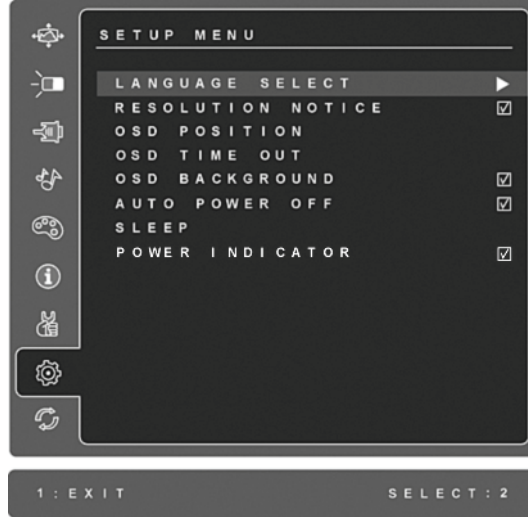 SETUP MENU
LANGUAGE SELECT
RESOLUTION NOTICE
OSD POSITION
OSD TIME OUT
OSD BACKGROUND
AUTO POWER OFF
SLEEP
POWER INDICATOR
1:EXIT SELECT:2